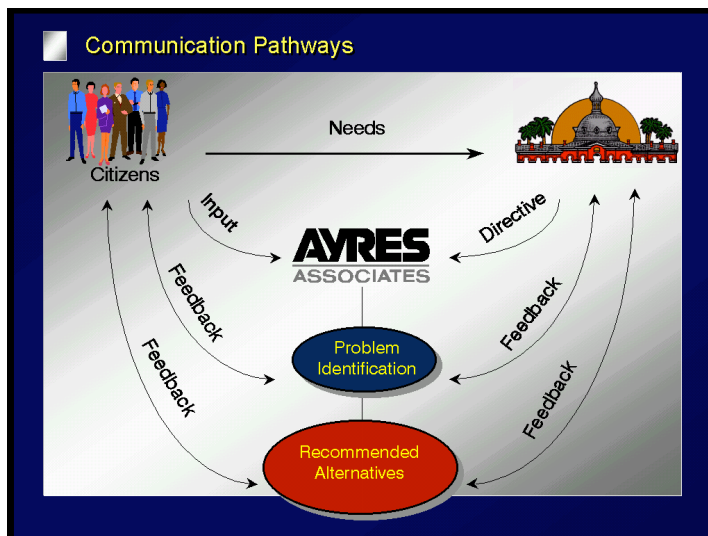 Communication Pathways
Needs
Citizens
Input
Directive
AYRES
ASSOCIATES
Feedback
Feedback
Problem
Identification
Feedback
Feedback
Recommended
Alternatives